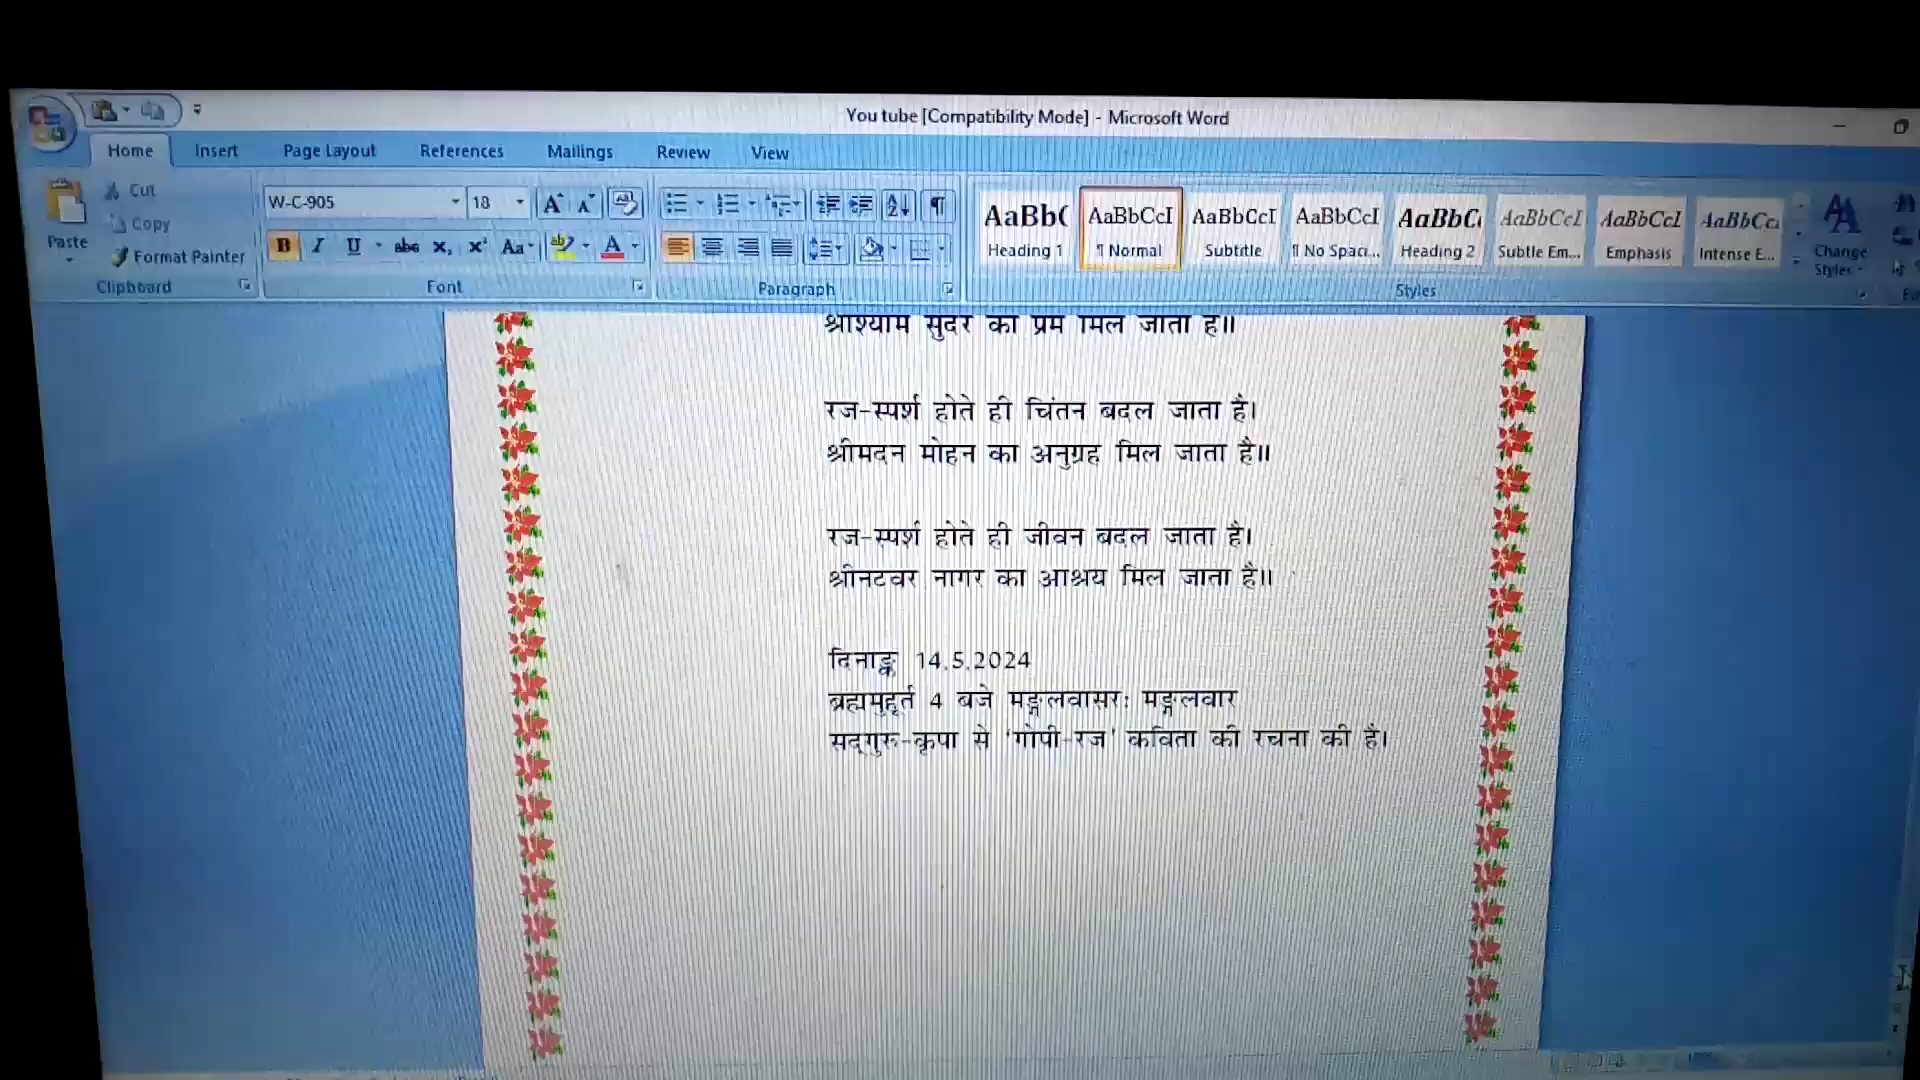 You tube [Compatibility Mode] - Microsoft Word
Home Insert Page Layout References Mailings Review View
Paste
Cut
Copy
Format Painter
Clipboard
W-C-905 18
Font
Paragraph
AaBbC AaBbCcI AaBbCcI AaBbCcI AaBbC AaBbCcI AaBbCcI AaBbCc
Heading 1 ¶ Normal Subtitle ¶ No Spaci... Heading 2 Subtle Em... Emphasis Intense E...
Change
Styles
Styles
श्रीश्याम सुंदर का प्रेम मिल जाता है॥
रज-स्पर्श होते ही चिंतन बदल जाता है।
श्रीमदन मोहन का अनुग्रह मिल जाता है॥
रज-स्पर्श होते ही जीवन बदल जाता है।
श्रीनटवर नागर का आश्रय मिल जाता है॥
दिनाङ्क 14.5.2024
ब्रह्ममुहूर्त 4 बजे मङ्गलवासरः मङ्गलवार
सद्गुरु-कृपा से 'गोपी-रज' कविता की रचना की है।